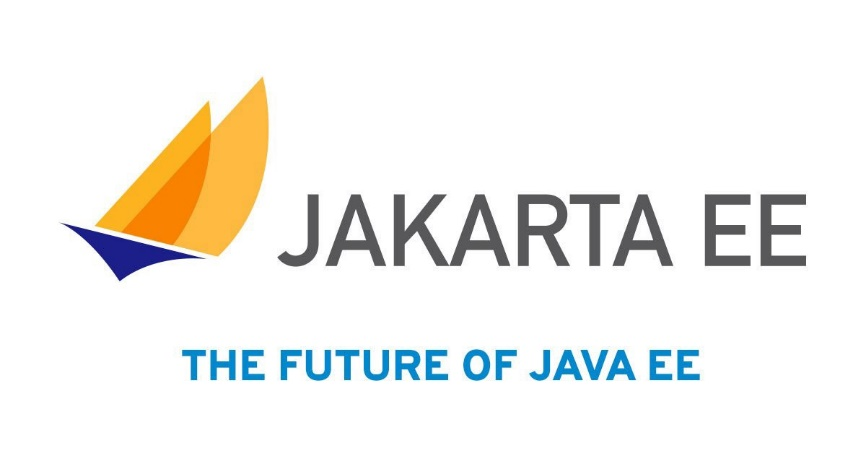 JAKARTA EE
THE FUTURE OF JAVA EE